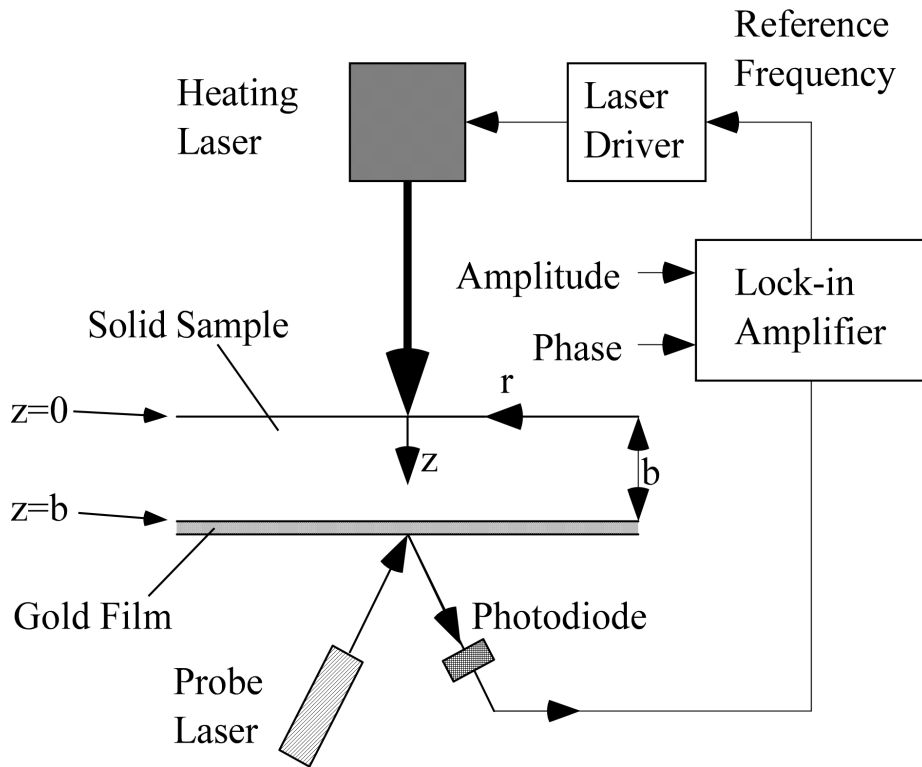 Reference
Frequency
Heating
Laser
Laser
Driver
Amplitude
Lock-in
Amplifier
Solid Sample
Phase
r
z=0
z
b
z=b
Gold Film
Photodiode
Probe
Laser